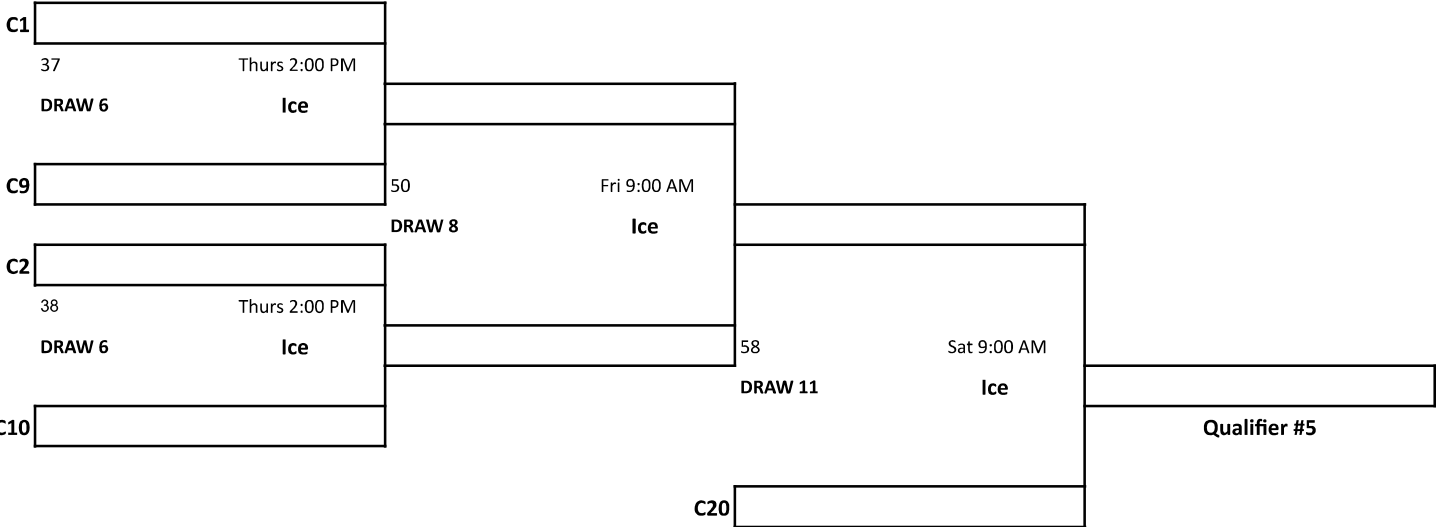 C1
37 Thurs 2:00 PM
DRAW 6 Ice
C9
50 Fri 9:00 AM
DRAW 8 Ice
C2
38 Thurs 2:00 PM
DRAW 6 Ice
58 Sat 9:00 AM
DRAW 11 Ice
C10
Qualifier #5
C20